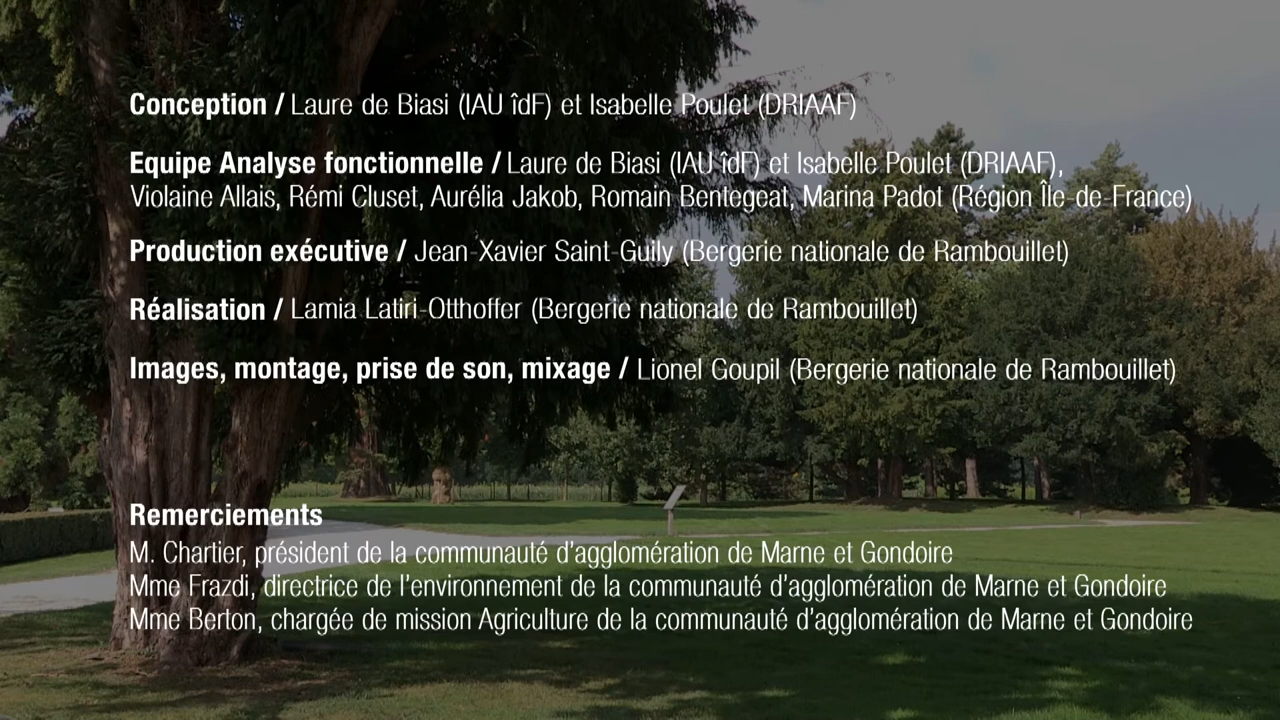 Conception / Laure de Biasi (IAU îdF) et Isabelle Poulet (DRIAAF)
Equipe Analyse fonctionnelle / Laure de Biasi (IAU îdF) et Isabelle Poulet (DRIAAF),
Violaine Allais, Rémi Cluset, Aurélia Jakob, Romain Bentegeat, Marina Padot (Région Île-de-France)
Production exécutive / Jean-Xavier Saint-Guily (Bergerie nationale de Rambouillet)
Réalisation / Lamia Latiri-Otthoffer (Bergerie nationale de Rambouillet)
Images, montage, prise de son, mixage / Lionel Goupil (Bergerie nationale de Rambouillet)
Remerciements
M. Chartier, président de la communauté d'agglomération de Marne et Gondoire
Mme Frazdi, directrice de l'environnement de la communauté d'agglomération de Marne et Gondoire
Mme Berton, chargée de mission Agriculture de la communauté d'agglomération de Marne et Gondoire